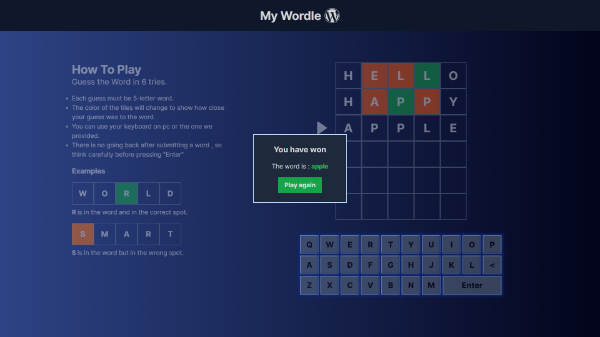 My Wordle
How To Play
Guess the Word in 6 tries.
Each guess must be 5-letter word.
The color of the tiles will change to show how close
your guess was to the word.
You can use your keyboard on pc or the one we
provided.
There is no going back after submitting a word , so
think carefully before pressing "Enter"
Examples
W O R L D
R is in the word and in the correct spot.
S M A R T
S is in the word but in the wrong spot.
H E L L O
H A P P Y
A P P L E
You have won
The word is : apple
Play again
Q W E R T Y U I O P
A S D F G H J K L <
Z X C V B N M Enter